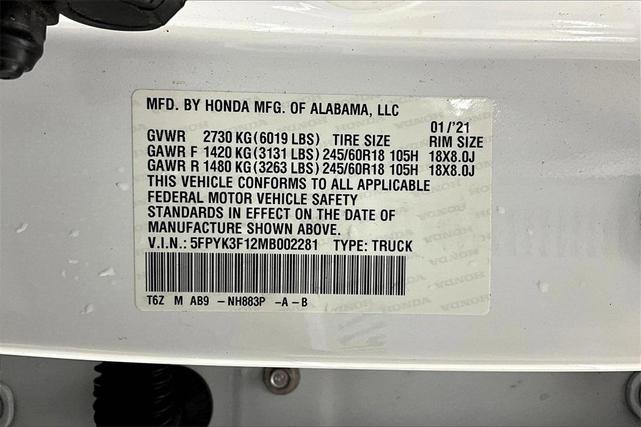 MFD. BY HONDA MFG. OF ALABAMA, LLC
01/'21
GVWR 2730 KG (6019 LBS) TIRE SIZE RIM SIZE
GAWR F 1420 KG (3131 LBS) 245/60R18 105H 18X8.0J
GAWR R 1480 KG (3263 LBS) 245/60R18 105H 18X8.0J
THIS VEHICLE CONFORMS TO ALL APPLICABLE
FEDERAL MOTOR VEHICLE SAFETY
STANDARDS IN EFFECT ON THE DATE OF
MANUFACTURE SHOWN ABOVE.
V.I.N.: 5FPYK3F12MB002281 TYPE: TRUCK
T6Z M AB9 -NH883P -A -B